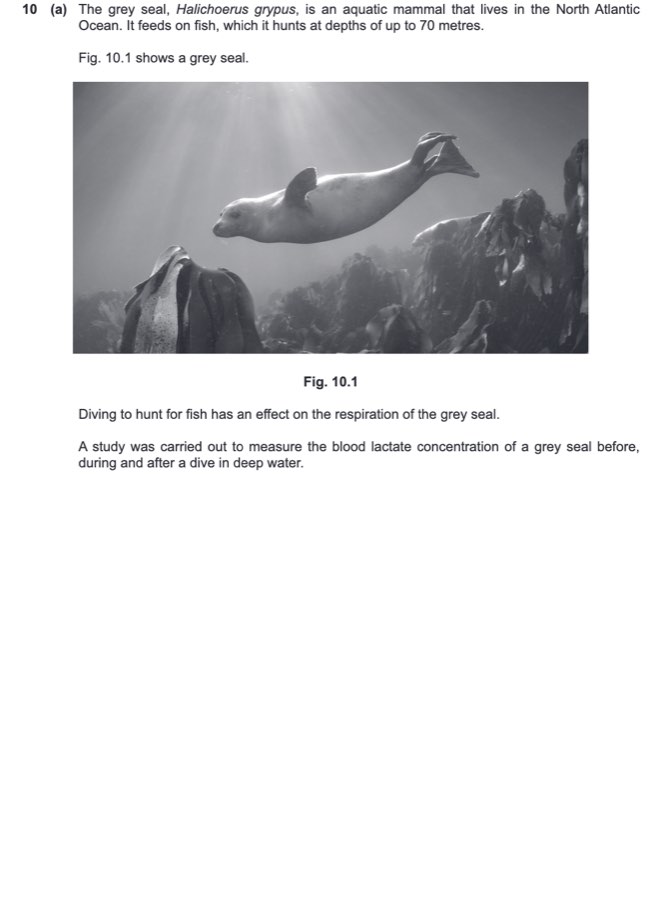 10 (a) The grey seal, Halichoerus grypus, is an aquatic mammal that lives in the North Atlantic
Ocean. It feeds on fish, which it hunts at depths of up to 70 metres.
Fig. 10.1 shows a grey seal.
Fig. 10.1
Diving to hunt for fish has an effect on the respiration of the grey seal.
A study was carried out to measure the blood lactate concentration of a grey seal before,
during and after a dive in deep water.